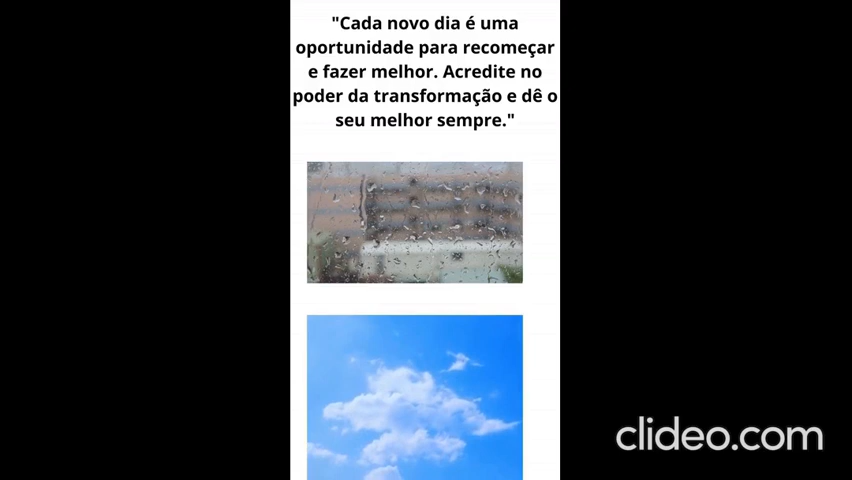 "Cada novo dia é uma
oportunidade para recomeçar
e fazer melhor. Acredite no
poder da transformação e dê o
seu melhor sempre."
clideo.com